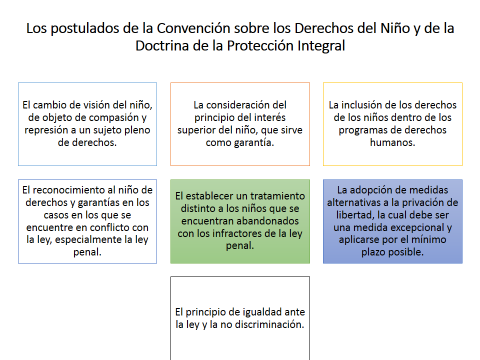 Los postulados de la Convención sobre los Derechos del Niño y de la
Doctrina de la Protección Integral
El cambio de visión del niño,
de objeto de compasión y
represión a un sujeto pleno
de derechos.
La consideración del
principio del interés
superior del niño, que sirve
como garantía.
La inclusión de los derechos
de los niños dentro de los
programas de derechos
humanos.
El reconocimiento al niño de
derechos y garantías en los
casos en los que se
encuentre en conflicto con
la ley, especialmente la ley
penal.
El establecer un tratamiento
distinto a los niños que se
encuentran abandonados
con los infractores de la ley
penal.
La adopción de medidas
alternativas a la privación de
libertad, la cual debe ser
una medida excepcional y
aplicarse por el mínimo
plazo posible.
El principio de igualdad ante
la ley y la no discriminación.